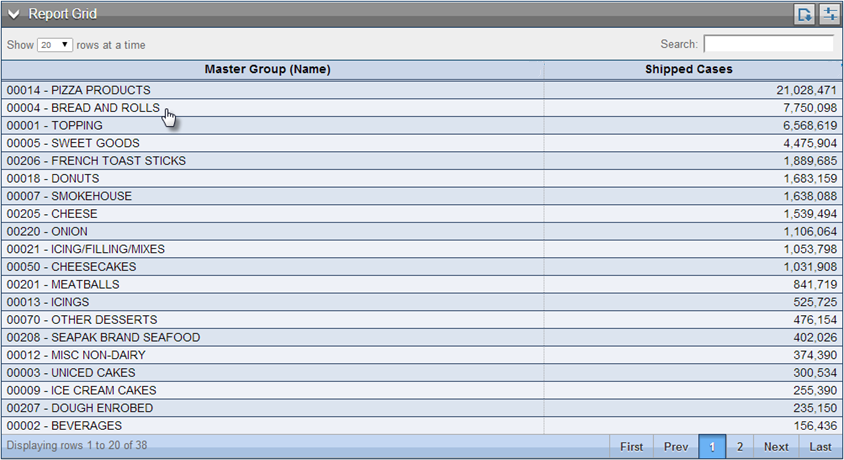 Report Grid
Show 20 rows at a time Search:
Master Group (Name) Shipped Cases
00014 - PIZZA PRODUCTS 21,028,471
00004 - BREAD AND ROLLS 7,750,098
00001 - TOPPING 6,568,619
00005 - SWEET GOODS 4,475,904
00206 - FRENCH TOAST STICKS 1,889,685
00018 - DONUTS 1,683,159
00007 - SMOKEHOUSE 1,638,088
00205 - CHEESE 1,539,494
00220 - ONION 1,106,064
00021 - ICING/FILLING/MIXES 1,053,798
00050 - CHEESECAKES 1,031,908
00201 - MEATBALLS 841,719
00013 - ICINGS 525,725
00070 - OTHER DESSERTS 476,154
00208 - SEAPAK BRAND SEAFOOD 402,026
00012 - MISC NON-DAIRY 374,390
00003 - UNICED CAKES 300,534
00009 - ICE CREAM CAKES 255,390
00207 - DOUGH ENROBED 235,150
00002 - BEVERAGES 156,436
Displaying rows 1 to 20 of 38 First Prev 1 2 Next Last